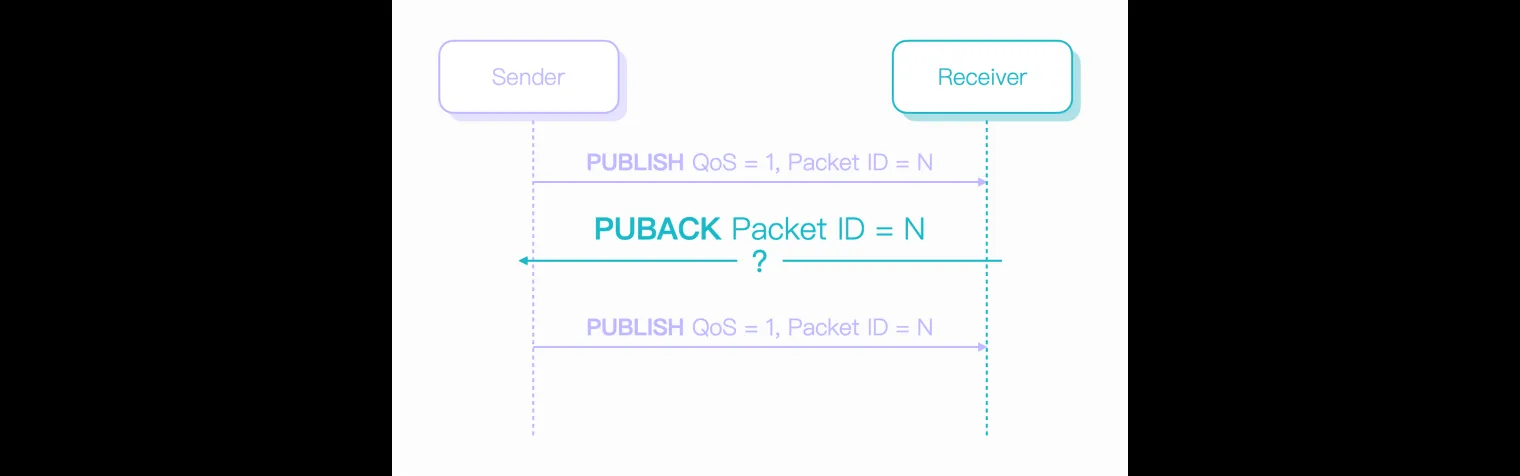 Sender
Receiver
PUBLISH QoS = 1, Packet ID = N
PUBACK Packet ID = N
?
PUBLISH QoS = 1, Packet ID = N